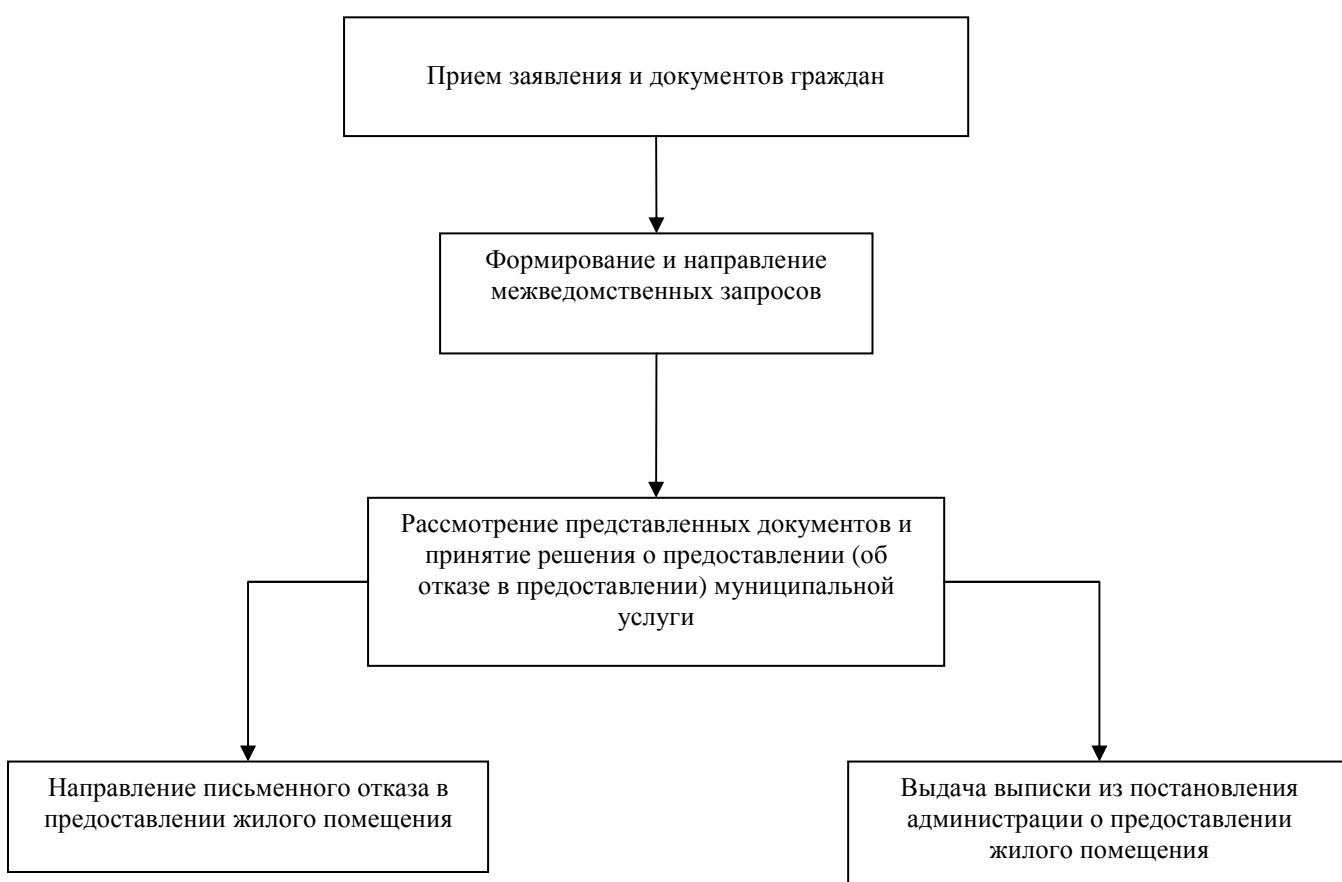 Прием заявления и документов граждан
Формирование и направление
межведомственных запросов
Рассмотрение представленных документов и
принятие решения о предоставлении (об
отказе в предоставлении) муниципальной
услуги
Направление письменного отказа в
предоставлении жилого помещения
Выдача выписки из постановления
администрации о предоставлении
жилого помещения